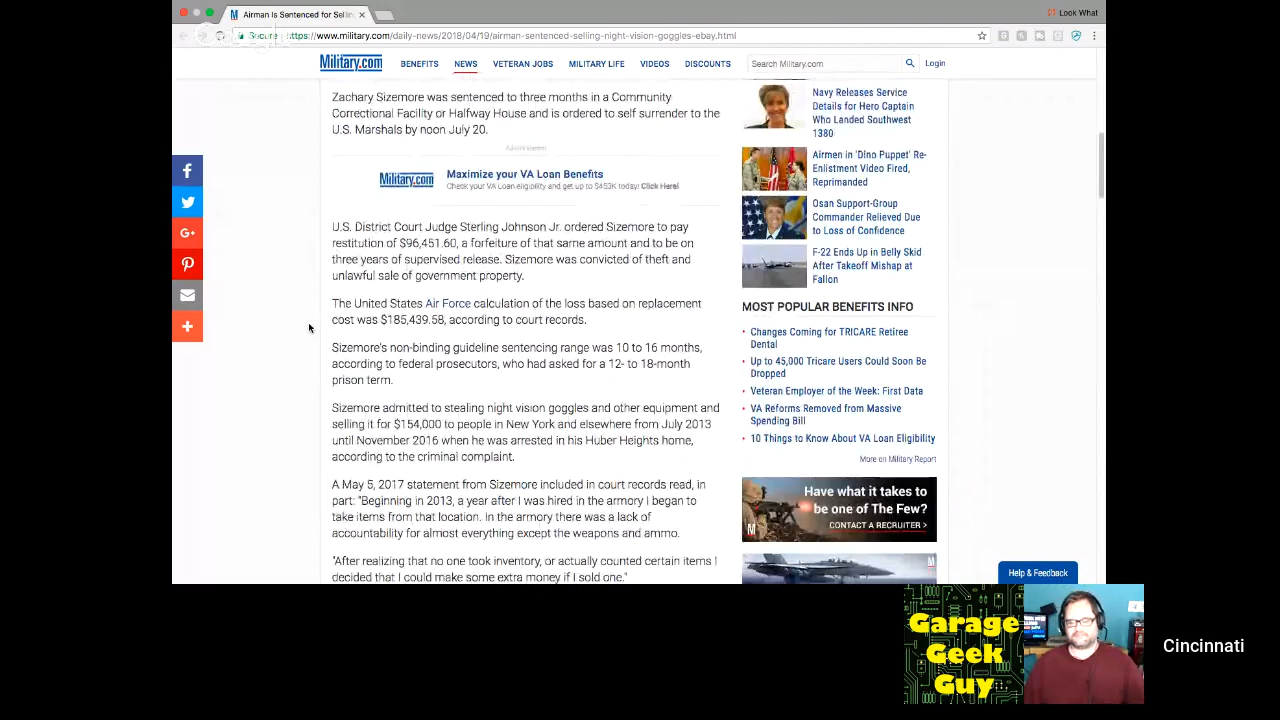 Airman Is Sentenced for Sellin
Look What
Secure
https://www.military.com/daily-news/2018/04/19/airman-sentenced-selling-night-vision-goggles-ebay.html
Military.com
BENEFITS
NEWS
VETERAN JOBS
MILITARY LIFE
VIDEOS
DISCOUNTS
Search Military.com
Login
Zachary Sizemore was sentenced to three months in a Community
Correctional Facility or Halfway House and is ordered to self surrender to the
U.S. Marshals by noon July 20.
Advertisement
Military.com
Maximize your VA Loan Benefits
Check your VA Loan eligibility and get up to $453K today! Click Here!
U.S. District Court Judge Sterling Johnson Jr. ordered Sizemore to pay
restitution of $96,451.60, a forfeiture of that same amount and to be on
three years of supervised release. Sizemore was convicted of theft and
unlawful sale of government property.
The United States Air Force calculation of the loss based on replacement
cost was $185,439.58, according to court records.
Sizemore's non-binding guideline sentencing range was 10 to 16 months,
according to federal prosecutors, who had asked for a 12- to 18-month
prison term.
Sizemore admitted to stealing night vision goggles and other equipment and
selling it for $154,000 to people in New York and elsewhere from July 2013
until November 2016 when he was arrested in his Huber Heights home,
according to the criminal complaint.
A May 5, 2017 statement from Sizemore included in court records read, in
part: "Beginning in 2013, a year after I was hired in the armory I began to
take items from that location. In the armory there was a lack of
accountability for almost everything except the weapons and ammo.
"After realizing that no one took inventory, or actually counted certain items I
decided that I could make some extra money if I sold one."
Navy Releases Service
Details for Hero Captain
Who Landed Southwest
1380
Airmen in 'Dino Puppet' Re-
Enlistment Video Fired,
Reprimanded
Osan Support-Group
Commander Relieved Due
to Loss of Confidence
F-22 Ends Up in Belly Skid
After Takeoff Mishap at
Fallon
MOST POPULAR BENEFITS INFO
Changes Coming for TRICARE Retiree
Dental
Up to 45,000 Tricare Users Could Soon Be
Dropped
Veteran Employer of the Week: First Data
VA Reforms Removed from Massive
Spending Bill
10 Things to Know About VA Loan Eligibility
More on Military Report
Have what it takes to
be one of The Few?
CONTACT A RECRUITER >
Help & Feedback
Garage
Geek
Guy
Cincinnati